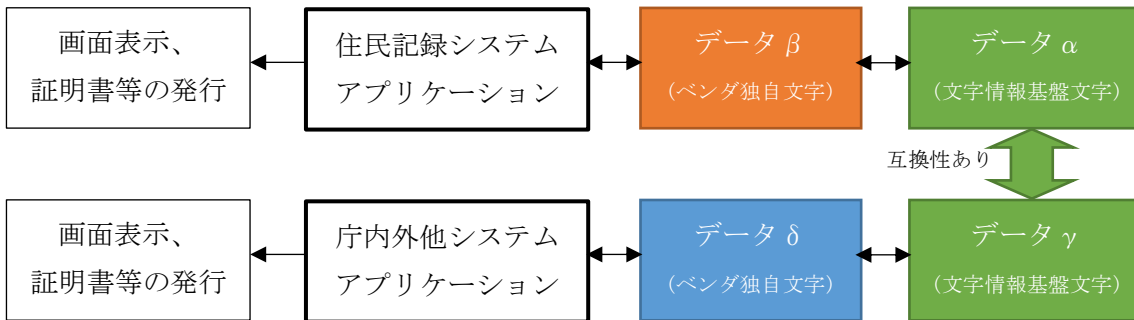 画面表示、
証明書等の発行
住民記録システム
アプリケーション
データ β
（ベンダ独自文字）
データ α
（文字情報基盤文字）
互換性あり
画面表示、
証明書等の発行
庁内外他システム
アプリケーション
データ δ
（ベンダ独自文字）
データ γ
（文字情報基盤文字）